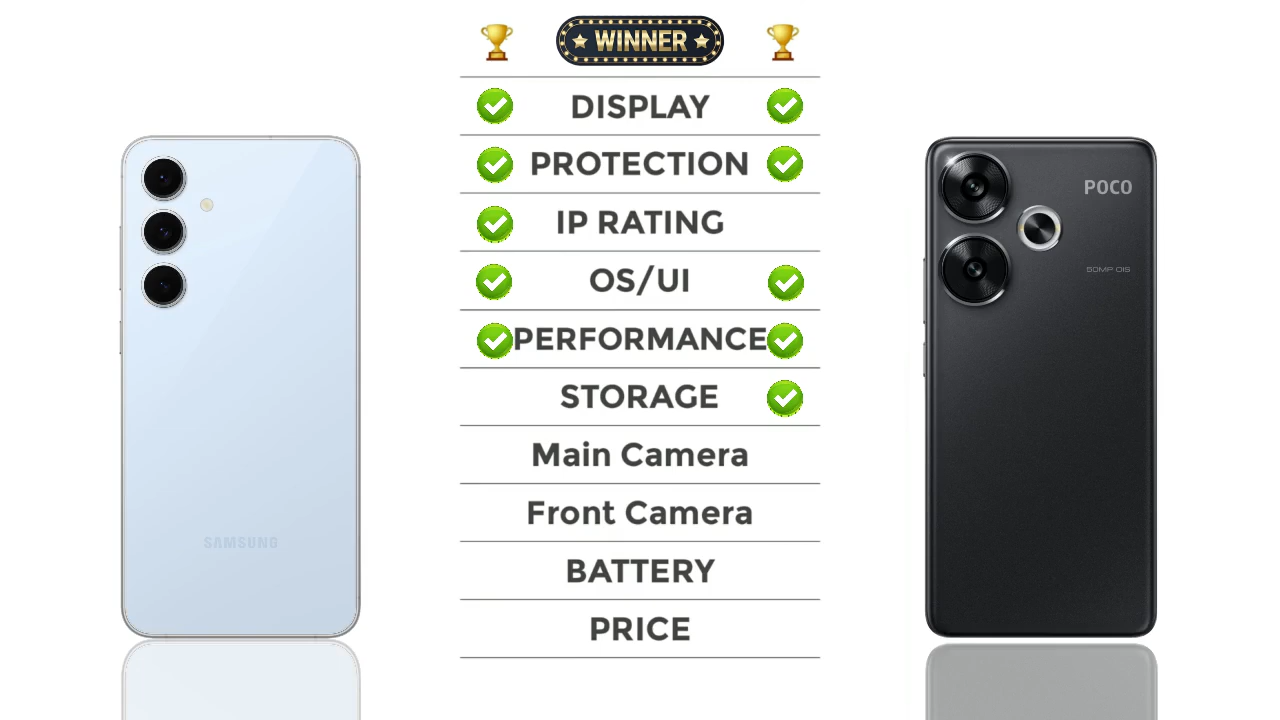 WINNER
DISPLAY
PROTECTION
IP RATING
OS/UI
PERFORMANCE
STORAGE
Main Camera
Front Camera
BATTERY
PRICE
SAMSUNG
POCO
50MP OIS